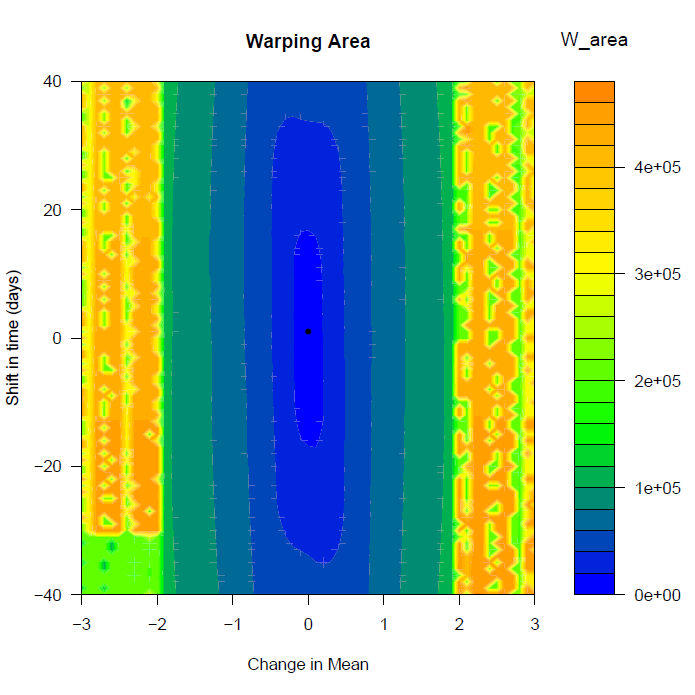 Warping Area
W_area
40
20
0
−20
−40
Shift in time (days)
−3 −2 −1 0 1 2 3
Change in Mean
4e+05
3e+05
2e+05
1e+05
0e+00